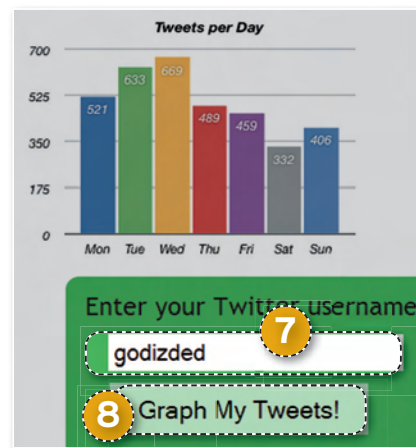 Tweets per Day
700
525
350
175
0
521
633
669
489
459
332
406
Mon Tue Wed Thu Fri Sat Sun
Enter your Twitter username
7
godizded
8
Graph My Tweets!